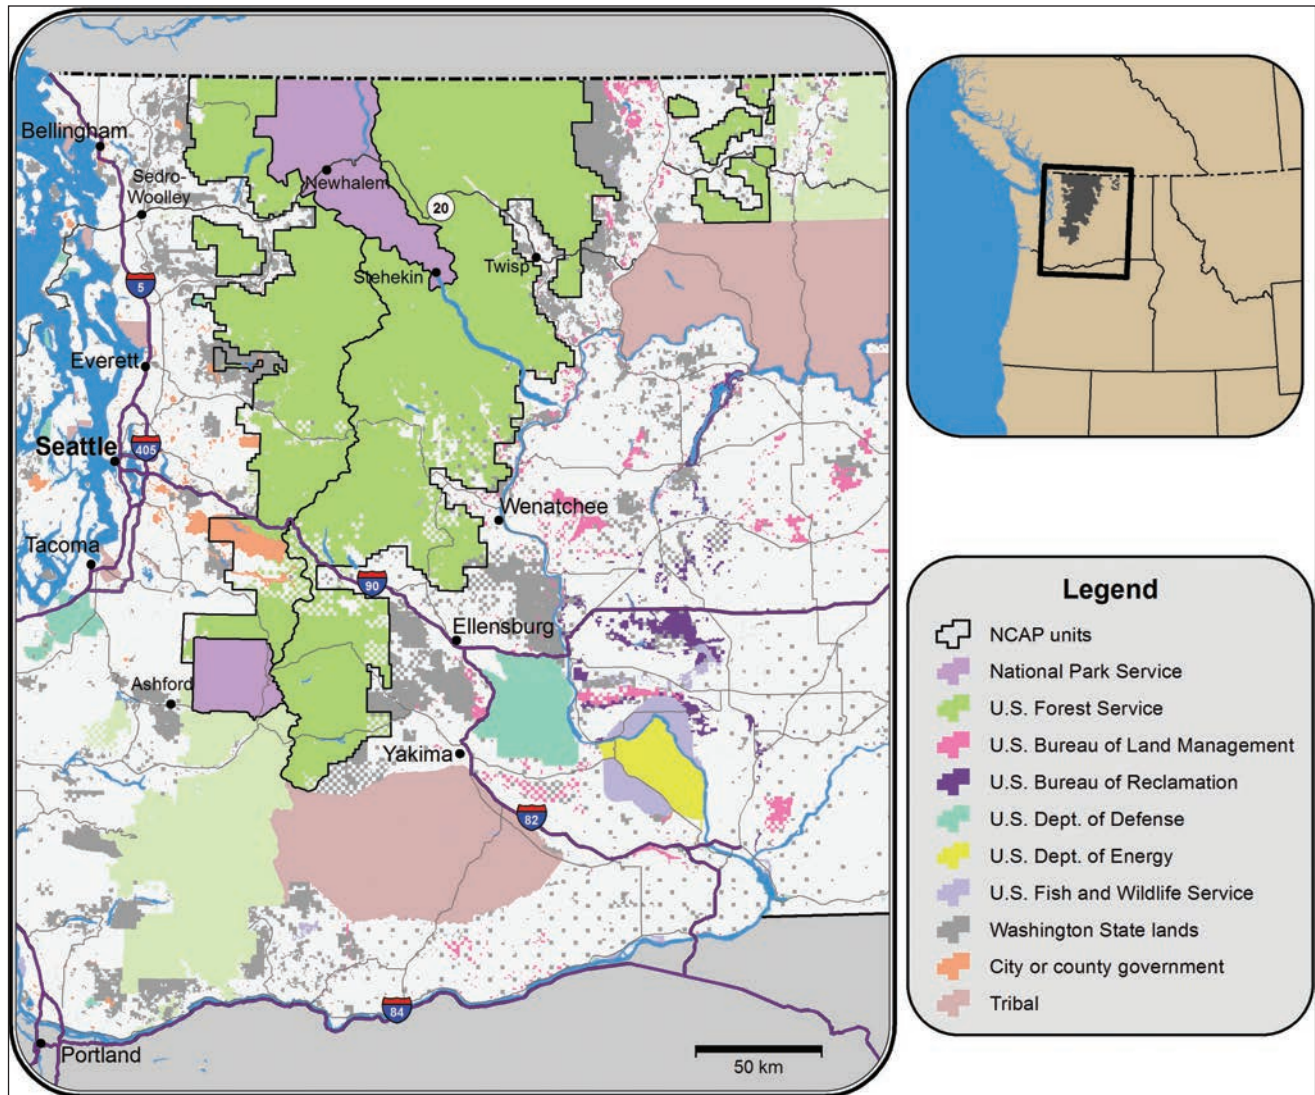 Bellingham
Sedro-
Woolley
Newhalem
20
Stehekin
Twisp
5
Everett
Seattle
405
Wenatchee
Tacoma
90
Ellensburg
Ashford
Yakima
82
84
Portland
50 km
Legend
NCAP units
National Park Service
U.S. Forest Service
U.S. Bureau of Land Management
U.S. Bureau of Reclamation
U.S. Dept. of Defense
U.S. Dept. of Energy
U.S. Fish and Wildlife Service
Washington State lands
City or county government
Tribal